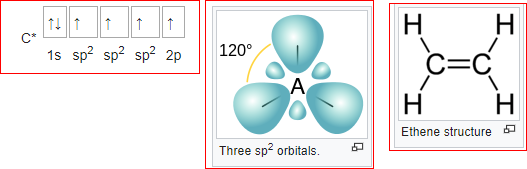 C* ↑↓ ↑ ↑ ↑ ↑
1s sp² sp² sp² 2p
120°
A
Three sp² orbitals.
H H
C=C
H H
Ethene structure